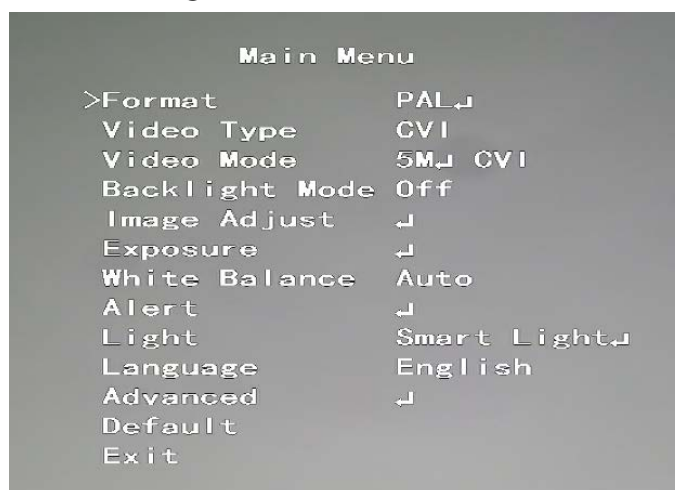 Main Menu
>Format PAL↵
Video Type CVI
Video Mode 5M↵ CVI
Backlight Mode Off
Image Adjust ↵
Exposure ↵
White Balance Auto
Alert ↵
Light Smart Light↵
Language English
Advanced ↵
Default
Exit